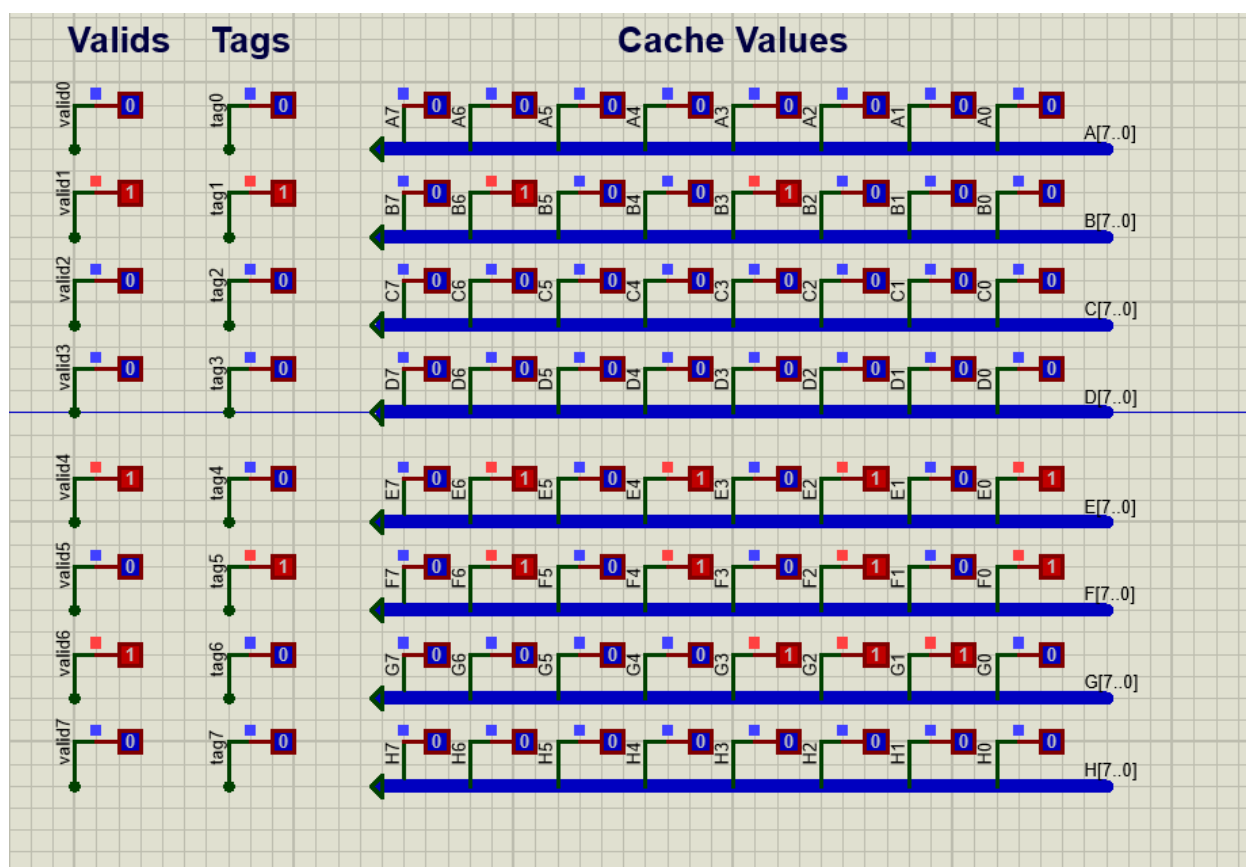 Valids Tags Cache Values
valid0 0 tag0 0 A7 0 A6 0 A5 0 A4 0 A3 0 A2 0 A1 0 A0 0 A[7..0]
valid1 1 tag1 1 B7 0 B6 1 B5 0 B4 0 B3 1 B2 0 B1 0 B0 0 B[7..0]
valid2 0 tag2 0 C7 0 C6 0 C5 0 C4 0 C3 0 C2 0 C1 0 C0 0 C[7..0]
valid3 0 tag3 0 D7 0 D6 0 D5 0 D4 0 D3 0 D2 0 D1 0 D0 0 D[7..0]
valid4 1 tag4 0 E7 0 E6 1 E5 0 E4 1 E3 0 E2 1 E1 0 E0 1 E[7..0]
valid5 0 tag5 1 F7 0 F6 1 F5 0 F4 1 F3 0 F2 1 F1 0 F0 1 F[7..0]
valid6 1 tag6 0 G7 0 G6 0 G5 0 G4 0 G3 1 G2 1 G1 1 G0 0 G[7..0]
valid7 0 tag7 0 H7 0 H6 0 H5 0 H4 0 H3 0 H2 0 H1 0 H0 0 H[7..0]